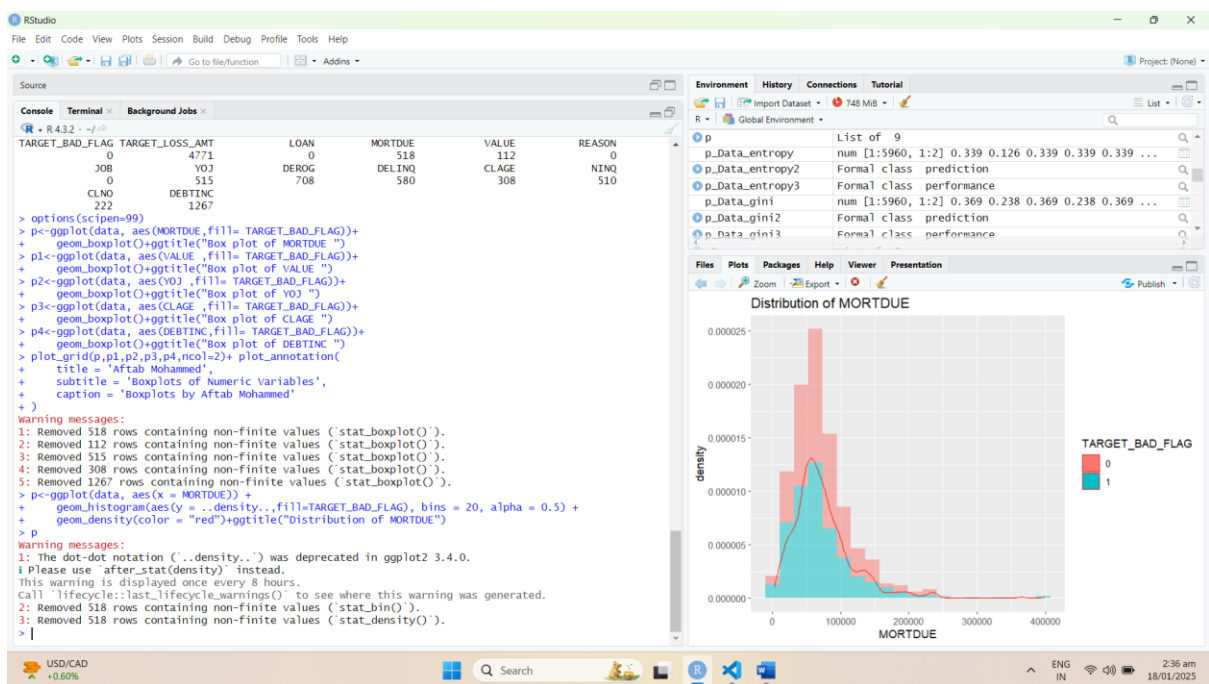 RStudio
File Edit Code View Plots Session Build Debug Profile Tools Help
Go to file/function Addins Project: (None)
Source
Console Terminal Background Jobs
R 4.3.2 · ~/
TARGET_BAD_FLAG TARGET_LOSS_AMT LOAN MORTDUE VALUE REASON
0 4771 0 518 112 0
JOB YOJ DEROG DELINQ CLAGE NINQ
0 515 708 580 308 510
CLNO DEBTINC
222 1267
> options(scipen=99)
> p<-ggplot(data, aes(MORTDUE,fill= TARGET_BAD_FLAG))+
+ geom_boxplot()+ggtitle("Box plot of MORTDUE ")
> p1<-ggplot(data, aes(VALUE ,fill= TARGET_BAD_FLAG))+
+ geom_boxplot()+ggtitle("Box plot of VALUE ")
> p2<-ggplot(data, aes(YOJ ,fill= TARGET_BAD_FLAG))+
+ geom_boxplot()+ggtitle("Box plot of YOJ ")
> p3<-ggplot(data, aes(CLAGE ,fill= TARGET_BAD_FLAG))+
+ geom_boxplot()+ggtitle("Box plot of CLAGE ")
> p4<-ggplot(data, aes(DEBTINC,fill= TARGET_BAD_FLAG))+
+ geom_boxplot()+ggtitle("Box plot of DEBTINC ")
> plot_grid(p,p1,p2,p3,p4,ncol=2)+ plot_annotation(
+ title = 'Aftab Mohammed',
+ subtitle = 'Boxplots of Numeric Variables',
+ caption = 'Boxplots by Aftab Mohammed'
+ )
Warning messages:
1: Removed 518 rows containing non-finite values (`stat_boxplot()`).
2: Removed 112 rows containing non-finite values (`stat_boxplot()`).
3: Removed 515 rows containing non-finite values (`stat_boxplot()`).
4: Removed 308 rows containing non-finite values (`stat_boxplot()`).
5: Removed 1267 rows containing non-finite values (`stat_boxplot()`).
> p<-ggplot(data, aes(x = MORTDUE)) +
+ geom_histogram(aes(y = ..density..,fill=TARGET_BAD_FLAG), bins = 20, alpha = 0.5) +
+ geom_density(color = "red")+ggtitle("Distribution of MORTDUE")
> p
Warning messages:
1: The dot-dot notation (`..density..`) was deprecated in ggplot2 3.4.0.
i Please use `after_stat(density)` instead.
This warning is displayed once every 8 hours.
Call `lifecycle::last_lifecycle_warnings()` to see where this warning was generated.
2: Removed 518 rows containing non-finite values (`stat_bin()`).
3: Removed 518 rows containing non-finite values (`stat_density()`).
>
Environment History Connections Tutorial
Import Dataset 748 MiB List
R Global Environment
p List of 9
p_Data_entropy num [1:5960, 1:2] 0.339 0.126 0.339 0.339 0.339 ...
p_Data_entropy2 Formal class prediction
p_Data_entropy3 Formal class performance
p_Data_gini num [1:5960, 1:2] 0.369 0.238 0.369 0.238 0.369 ...
p_Data_gini2 Formal class prediction
p_Data_gini3 Formal class performance
Files Plots Packages Help Viewer Presentation
Zoom Export Publish
Distribution of MORTDUE
0.000025
0.000020
0.000015
0.000010
0.000005
0.000000
density
0 100000 200000 300000 400000
MORTDUE
TARGET_BAD_FLAG
0
1
USD/CAD
+0.60%
Search
ENG
IN
2:36 am
18/01/2025